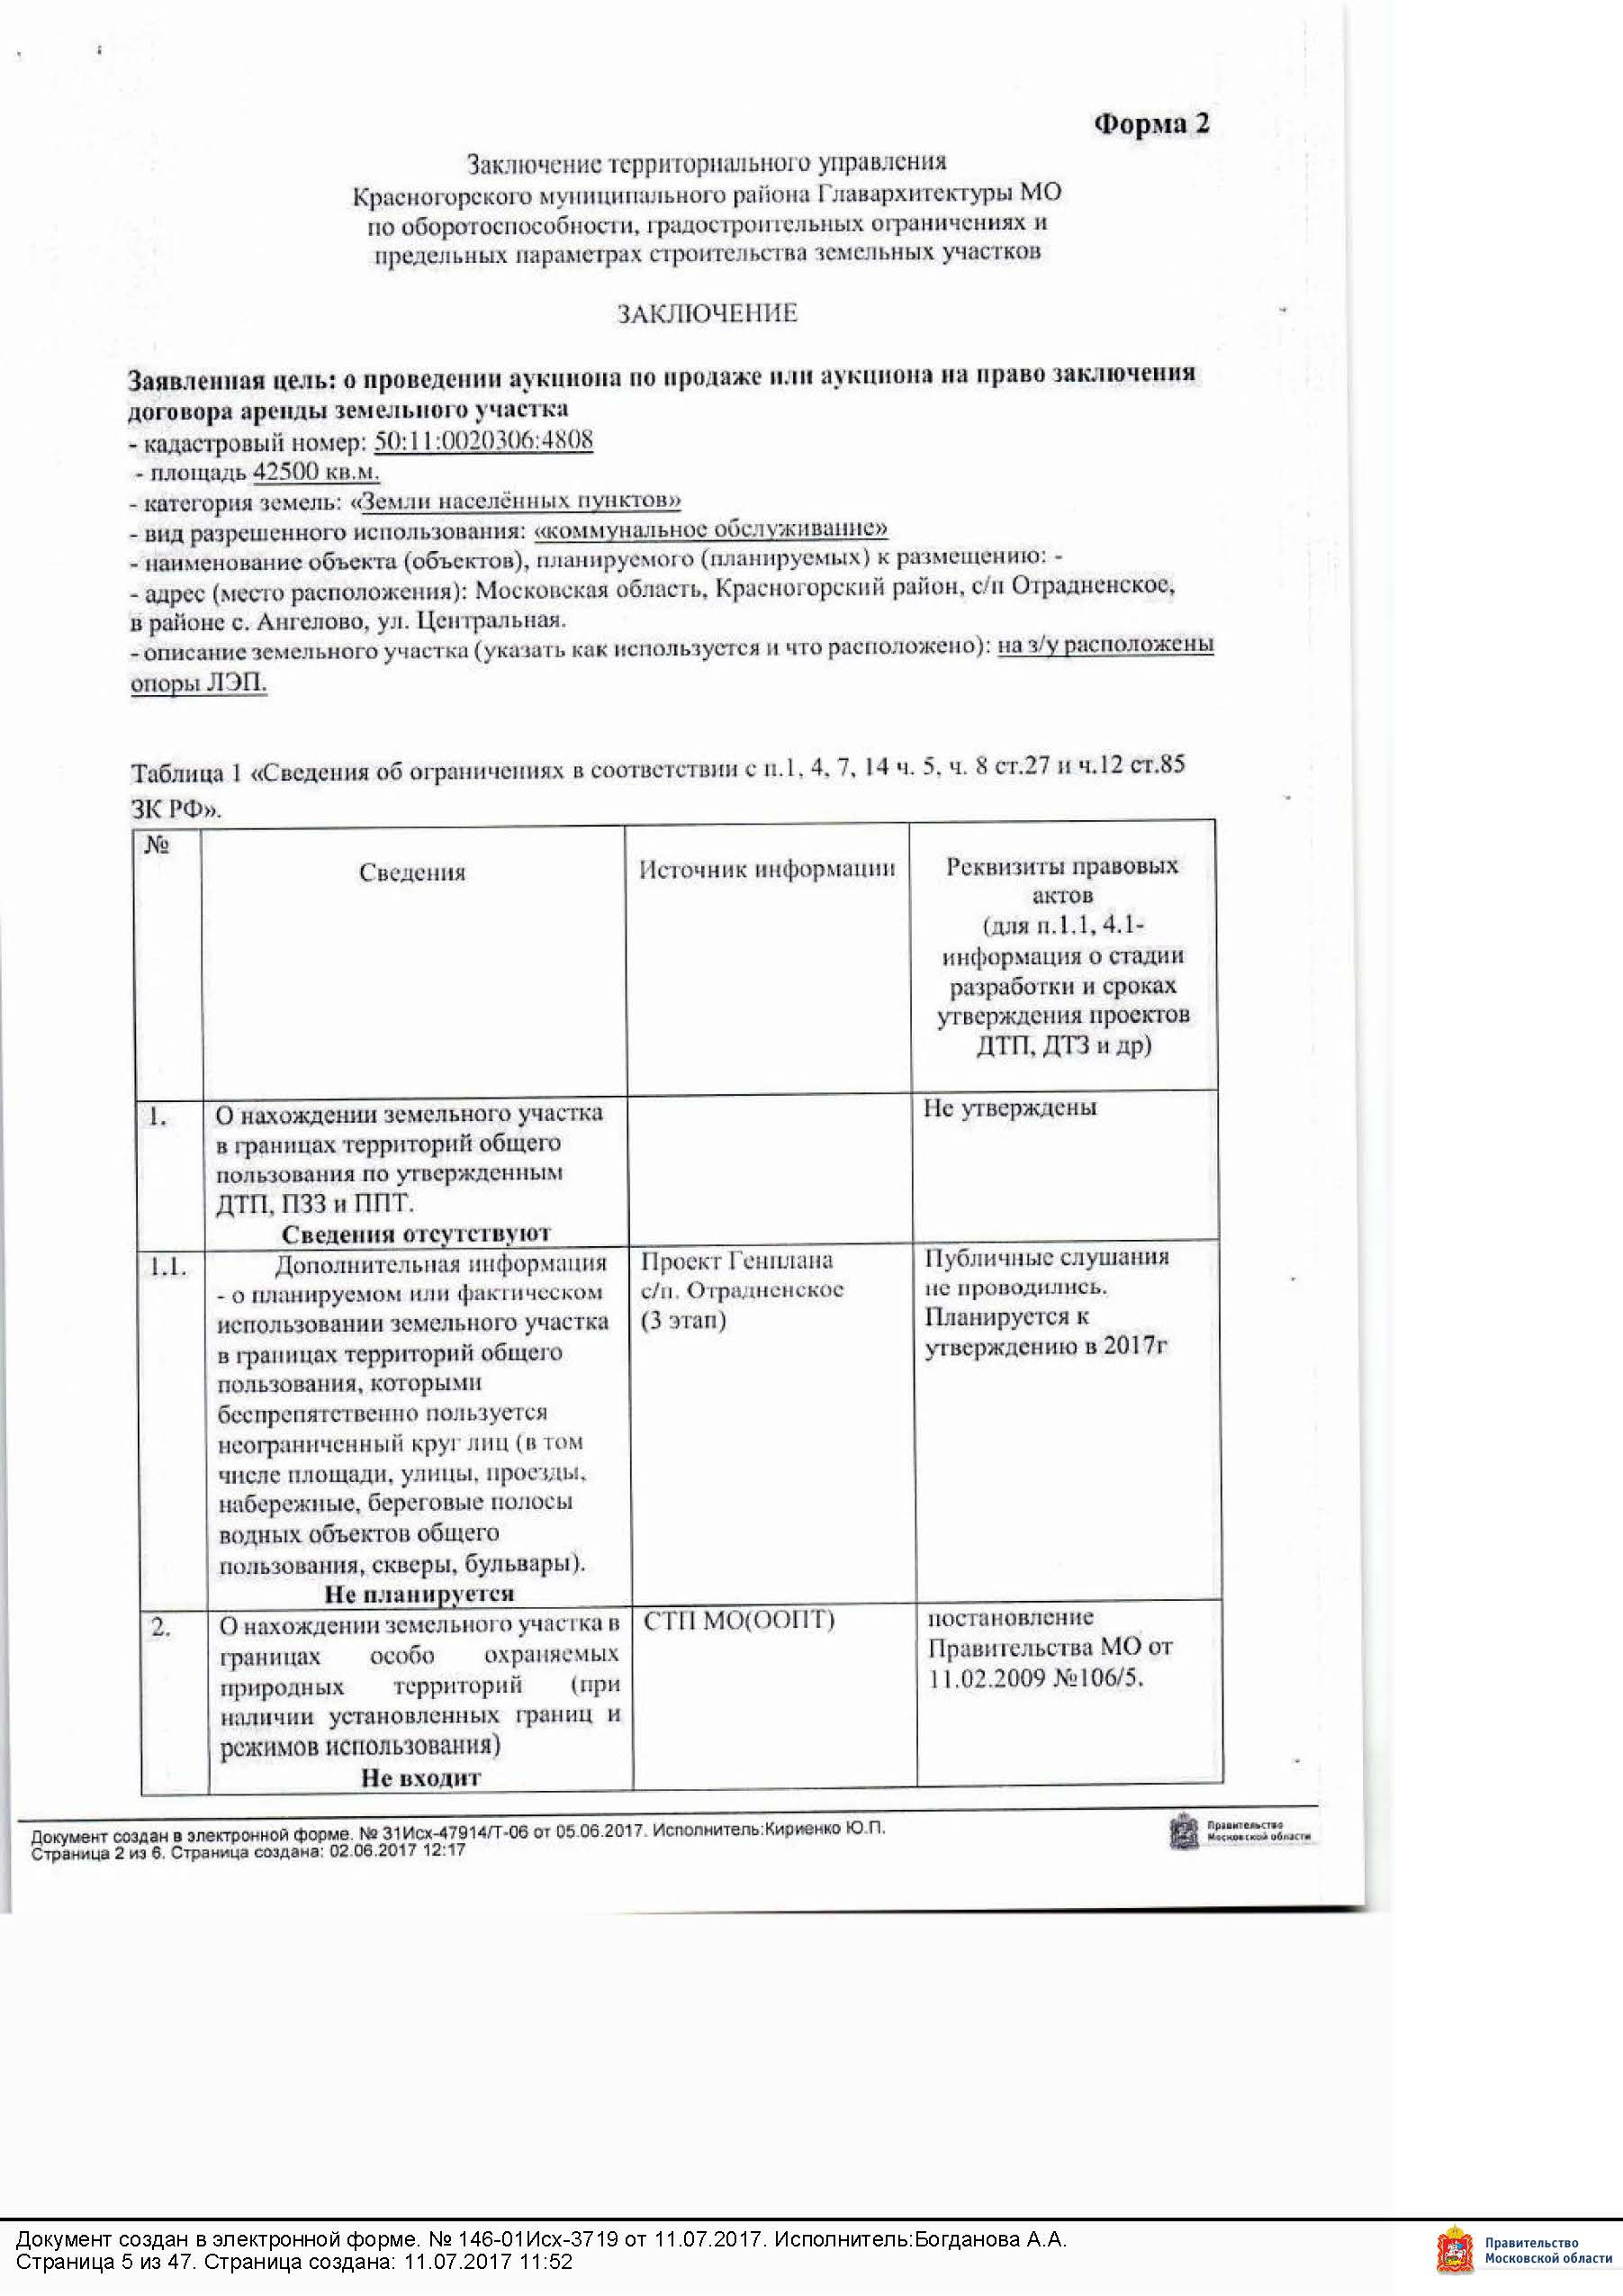 Форма 2
Заключение территориального управления
Красногорского муниципального района Главархитектуры МО
по оборотоспособности, градостроительных ограничениях и
предельных параметрах строительства земельных участков
ЗАКЛЮЧЕНИЕ
Заявленная цель: о проведении аукциона по продаже или аукциона на право заключения
договора аренды земельного участка
- кадастровый номер: 50:11:0020306:4808
- площадь 42500 кв.м.
- категория земель: «Земли населённых пунктов»
- вид разрешенного использования: «коммунальное обслуживание»
- наименование объекта (объектов), планируемого (планируемых) к размещению: -
- адрес (место расположения): Московская область, Красногорский район, с/п Отрадненское,
в районе с. Ангелово, ул. Центральная.
- описание земельного участка (указать как используется и что расположено): на з/у расположены
опоры ЛЭП.
Таблица 1 «Сведения об ограничениях в соответствии с п.1, 4, 7, 14 ч. 5, ч. 8 ст.27 и ч.12 ст.85
ЗК РФ».
№
Сведения
Источник информации
Реквизиты правовых
актов
(для п.1.1, 4.1-
информация о стадии
разработки и сроках
утверждения проектов
ДТП, ДТЗ и др)
1.
О нахождении земельного участка
в границах территорий общего
пользования по утвержденным
ДТП, ПЗЗ и ППТ.
Сведения отсутствуют
Не утверждены
1.1.
Дополнительная информация
- о планируемом или фактическом
использовании земельного участка
в границах территорий общего
пользования, которыми
беспрепятственно пользуется
неограниченный круг лиц (в том
числе площади, улицы, проезды,
набережные, береговые полосы
водных объектов общего
пользования, скверы, бульвары).
Не планируется
Проект Генплана
с/п. Отрадненское
(3 этап)
Публичные слушания
не проводились.
Планируется к
утверждению в 2017г
2.
О нахождении земельного участка в
границах особо охраняемых
природных территорий (при
наличии установленных границ и
режимов использования)
Не входит
СТП МО(ООПТ)
постановление
Правительства МО от
11.02.2009 №106/5.
Документ создан в электронной форме. № 31Исх-47914/Т-06 от 05.06.2017. Исполнитель:Кириенко Ю.П.
Страница 2 из 6. Страница создана: 02.06.2017 12:17
Правительство
Московской области
Документ создан в электронной форме. № 146-01Исх-3719 от 11.07.2017. Исполнитель:Богданова А.А.
Страница 5 из 47. Страница создана: 11.07.2017 11:52
Правительство
Московской области